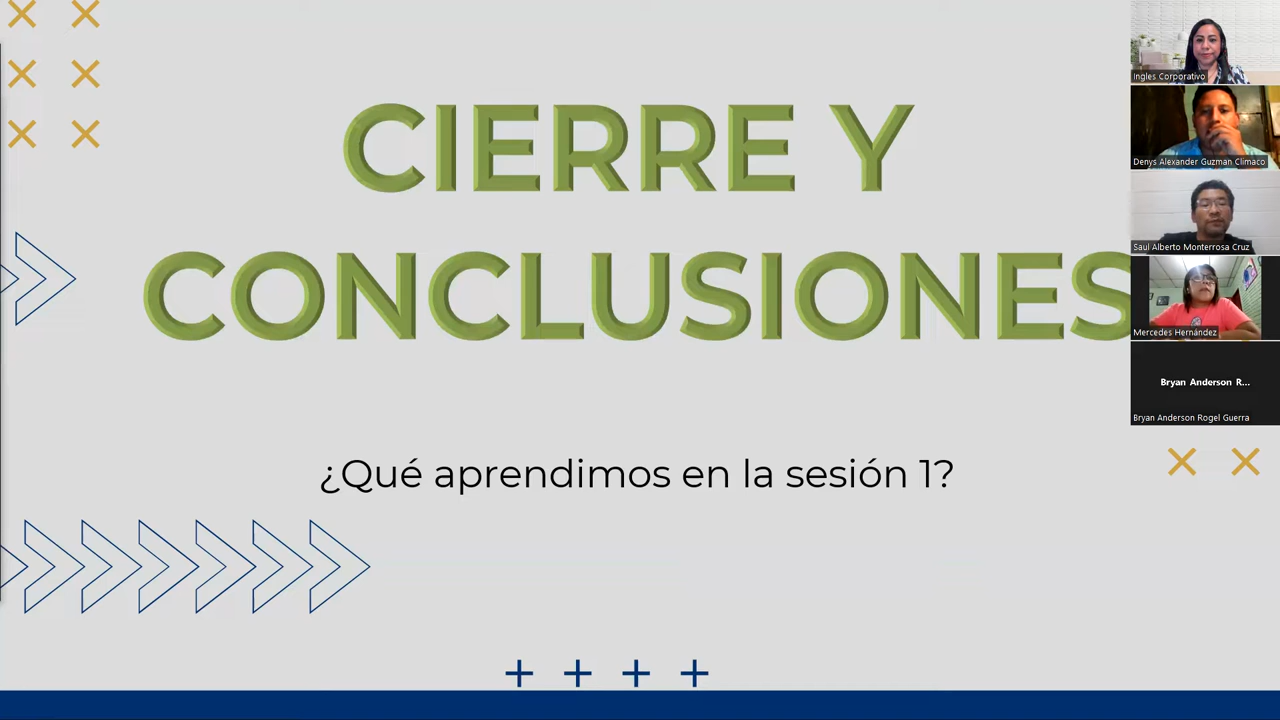 CIERRE Y
CONCLUSIONES
¿Qué aprendimos en la sesión 1?
Ingles Corporativo
Denys Alexander Guzman Climaco
Saul Alberto Monterrosa Cruz
Mercedes Hernández
Bryan Anderson R...
Bryan Anderson Rogel Guerra